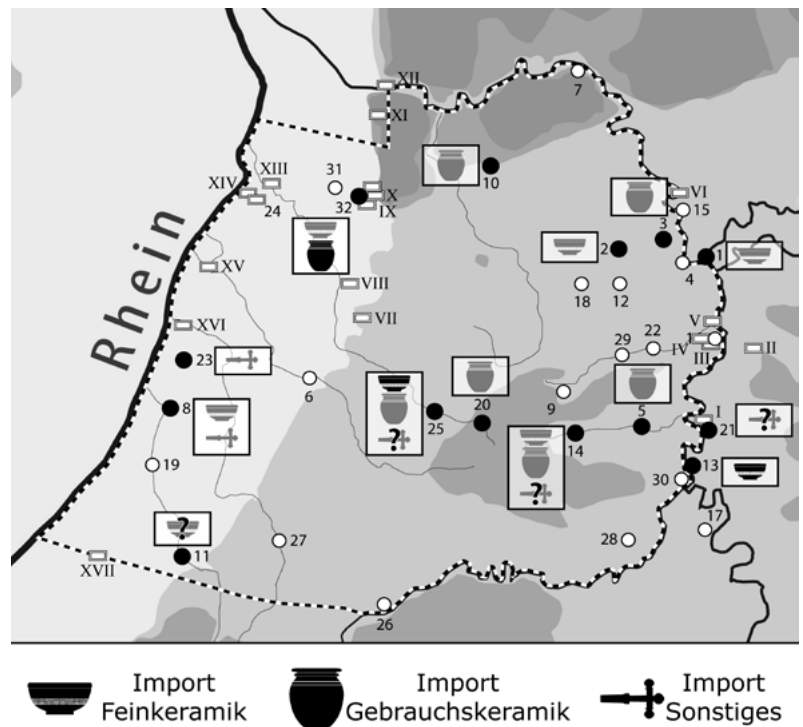 XII
7
XI
10
XIII
31
XIV
24
32
X
IX
VI
15
3
2
1
4
Rhein
XV
VIII
18
12
XVI
VII
V
29
22
IV
III
II
23
6
9
8
25
?
20
14
5
I
21
?
19
?
13
30
17
?
11
27
28
XVII
26
Import
Feinkeramik
Import
Gebrauchskeramik
Import
Sonstiges